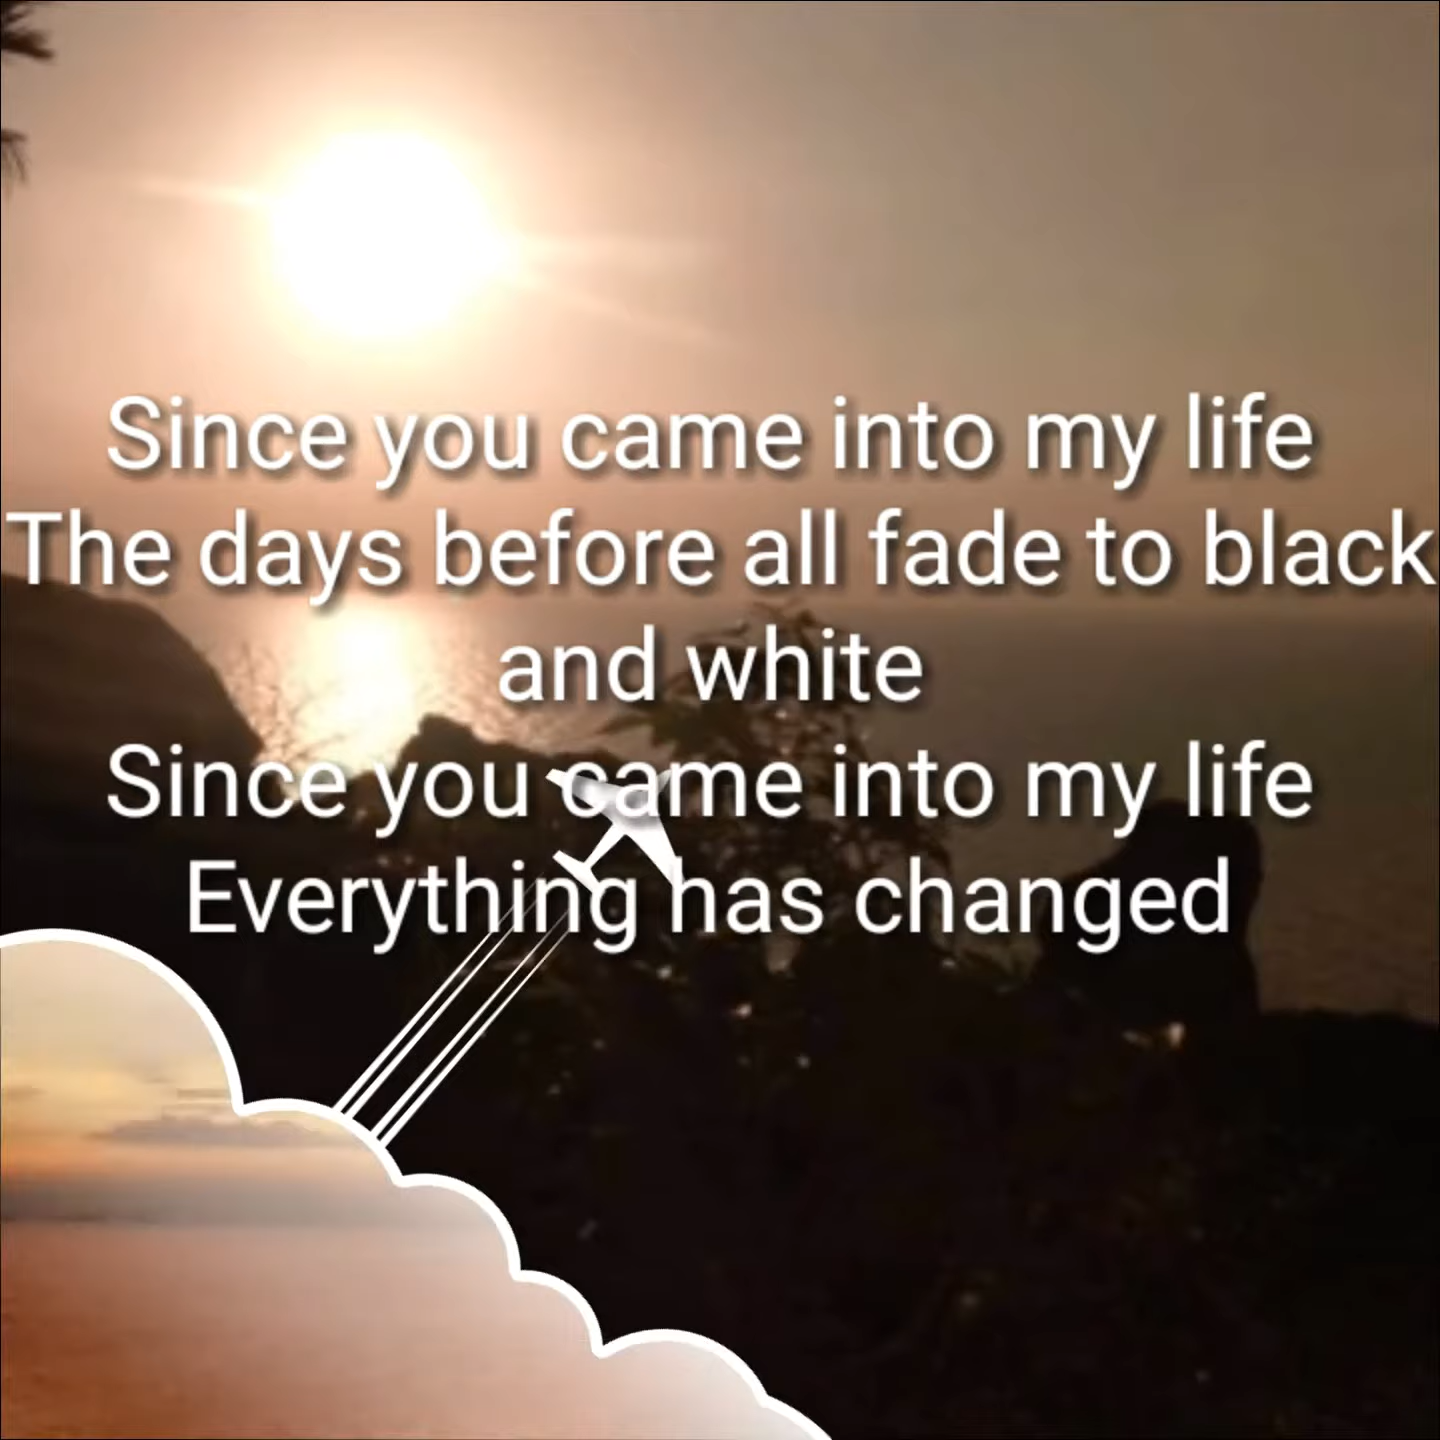 Since you came into my life
The days before all fade to black
and white
Since you came into my life
Everything has changed